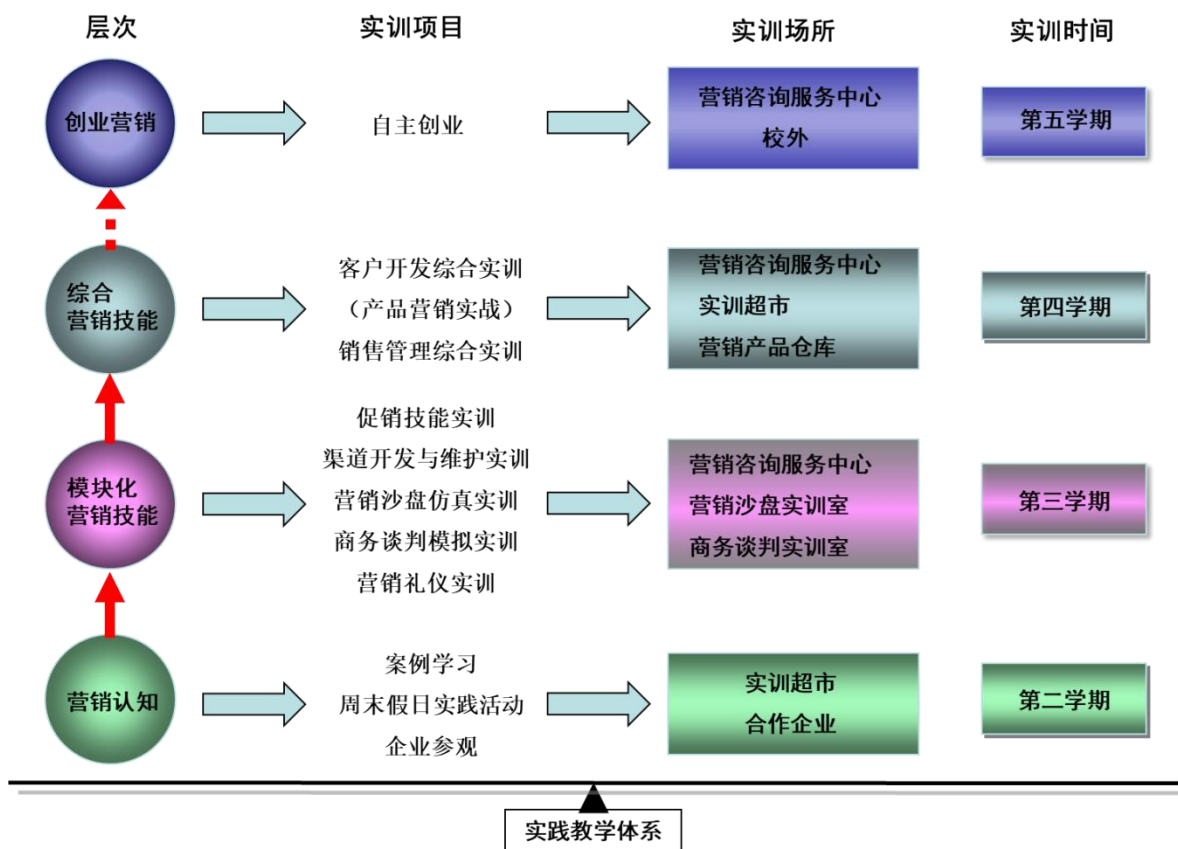 层次 实训项目 实训场所 实训时间
创业营销
自主创业
营销咨询服务中心
校外
第五学期
综合
营销技能
客户开发综合实训
（产品营销实战）
销售管理综合实训
营销咨询服务中心
实训超市
营销产品仓库
第四学期
模块化
营销技能
促销技能实训
渠道开发与维护实训
营销沙盘仿真实训
商务谈判模拟实训
营销礼仪实训
营销咨询服务中心
营销沙盘实训室
商务谈判实训室
第三学期
营销认知
案例学习
周末假日实践活动
企业参观
实训超市
合作企业
第二学期
实践教学体系